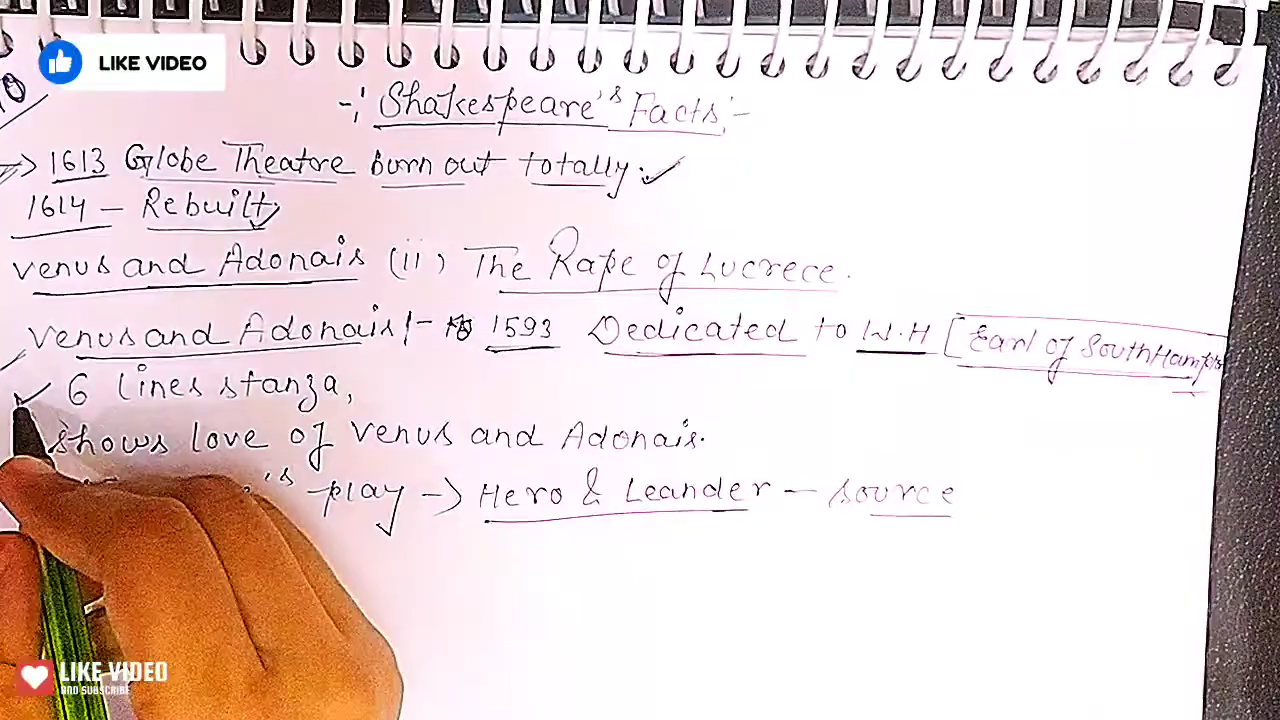 LIKE VIDEO
-: Shakespeare's Facts :-
→ 1613 Globe Theatre burn out totally.
1614 - Rebuilt
venus and Adonais (ii) The Rape of Lucrece.
venus and Adonais :- 1593 Dedicated to W.H [Earl of SouthHampton
6 lines stanza,
shows love of venus and Adonais.
's play → Hero & Leander - source
LIKE VIDEO
AND SUBSCRIBE